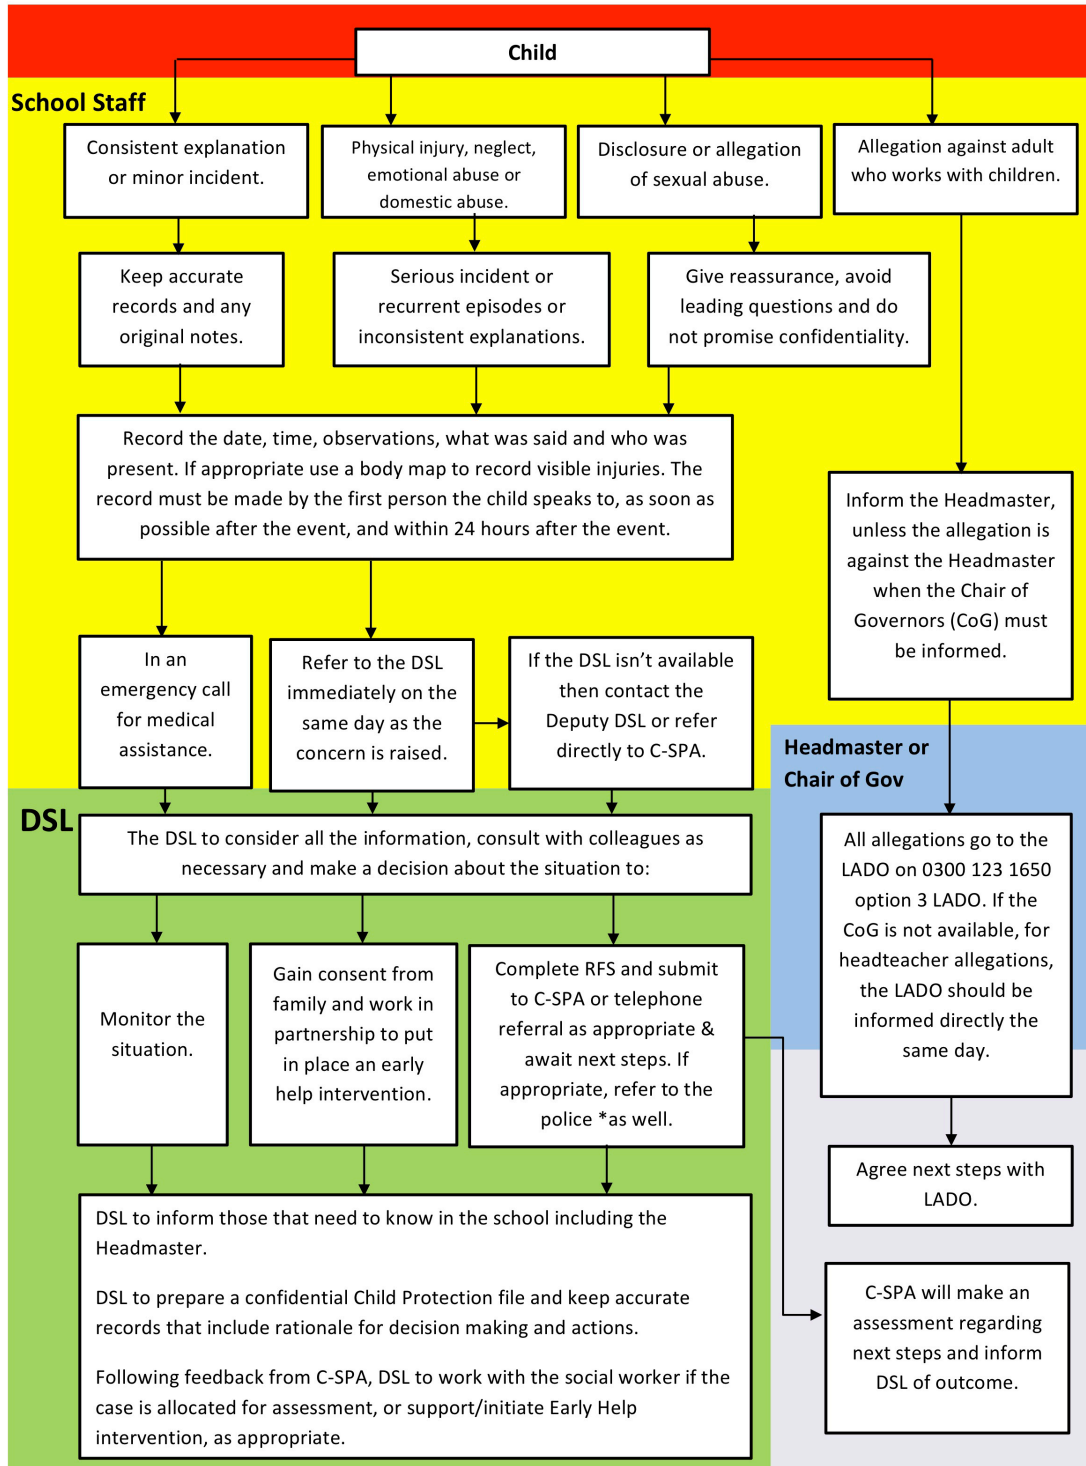 Child
School Staff
Consistent explanation
or minor incident.
Physical injury, neglect,
emotional abuse or
domestic abuse.
Disclosure or allegation
of sexual abuse.
Allegation against adult
who works with children.
Keep accurate
records and any
original notes.
Serious incident or
recurrent episodes or
inconsistent explanations.
Give reassurance, avoid
leading questions and do
not promise confidentiality.
Record the date, time, observations, what was said and who was
present. If appropriate use a body map to record visible injuries. The
record must be made by the first person the child speaks to, as soon as
possible after the event, and within 24 hours after the event.
Inform the Headmaster,
unless the allegation is
against the Headmaster
when the Chair of
Governors (CoG) must
be informed.
In an
emergency call
for medical
assistance.
Refer to the DSL
immediately on the
same day as the
concern is raised.
If the DSL isn’t available
then contact the
Deputy DSL or refer
directly to C-SPA.
Headmaster or
Chair of Gov
DSL
The DSL to consider all the information, consult with colleagues as
necessary and make a decision about the situation to:
All allegations go to the
LADO on 0300 123 1650
option 3 LADO. If the
CoG is not available, for
headteacher allegations,
the LADO should be
informed directly the
same day.
Monitor the
situation.
Gain consent from
family and work in
partnership to put
in place an early
help intervention.
Complete RFS and submit
to C-SPA or telephone
referral as appropriate &
await next steps. If
appropriate, refer to the
police *as well.
Agree next steps with
LADO.
DSL to inform those that need to know in the school including the
Headmaster.
DSL to prepare a confidential Child Protection file and keep accurate
records that include rationale for decision making and actions.
Following feedback from C-SPA, DSL to work with the social worker if the
case is allocated for assessment, or support/initiate Early Help
intervention, as appropriate.
C-SPA will make an
assessment regarding
next steps and inform
DSL of outcome.